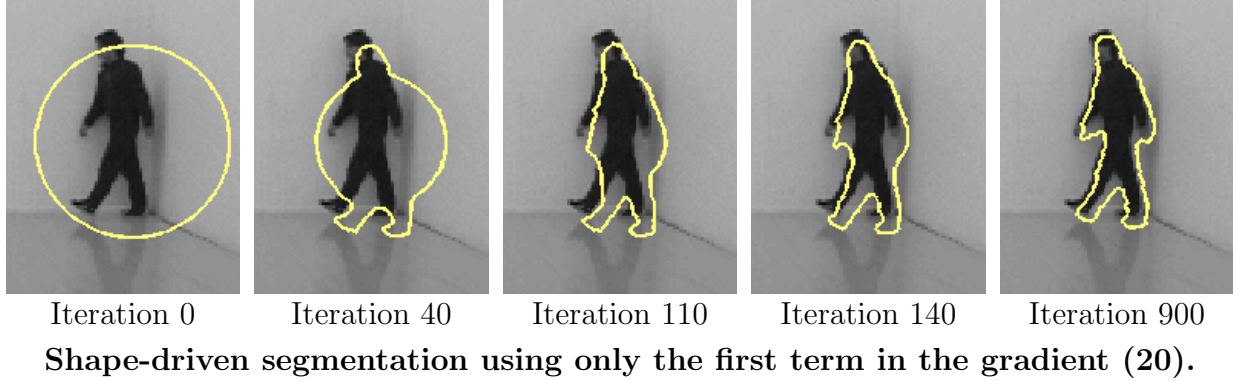 Iteration 0 Iteration 40 Iteration 110 Iteration 140 Iteration 900
Shape-driven segmentation using only the first term in the gradient (20).